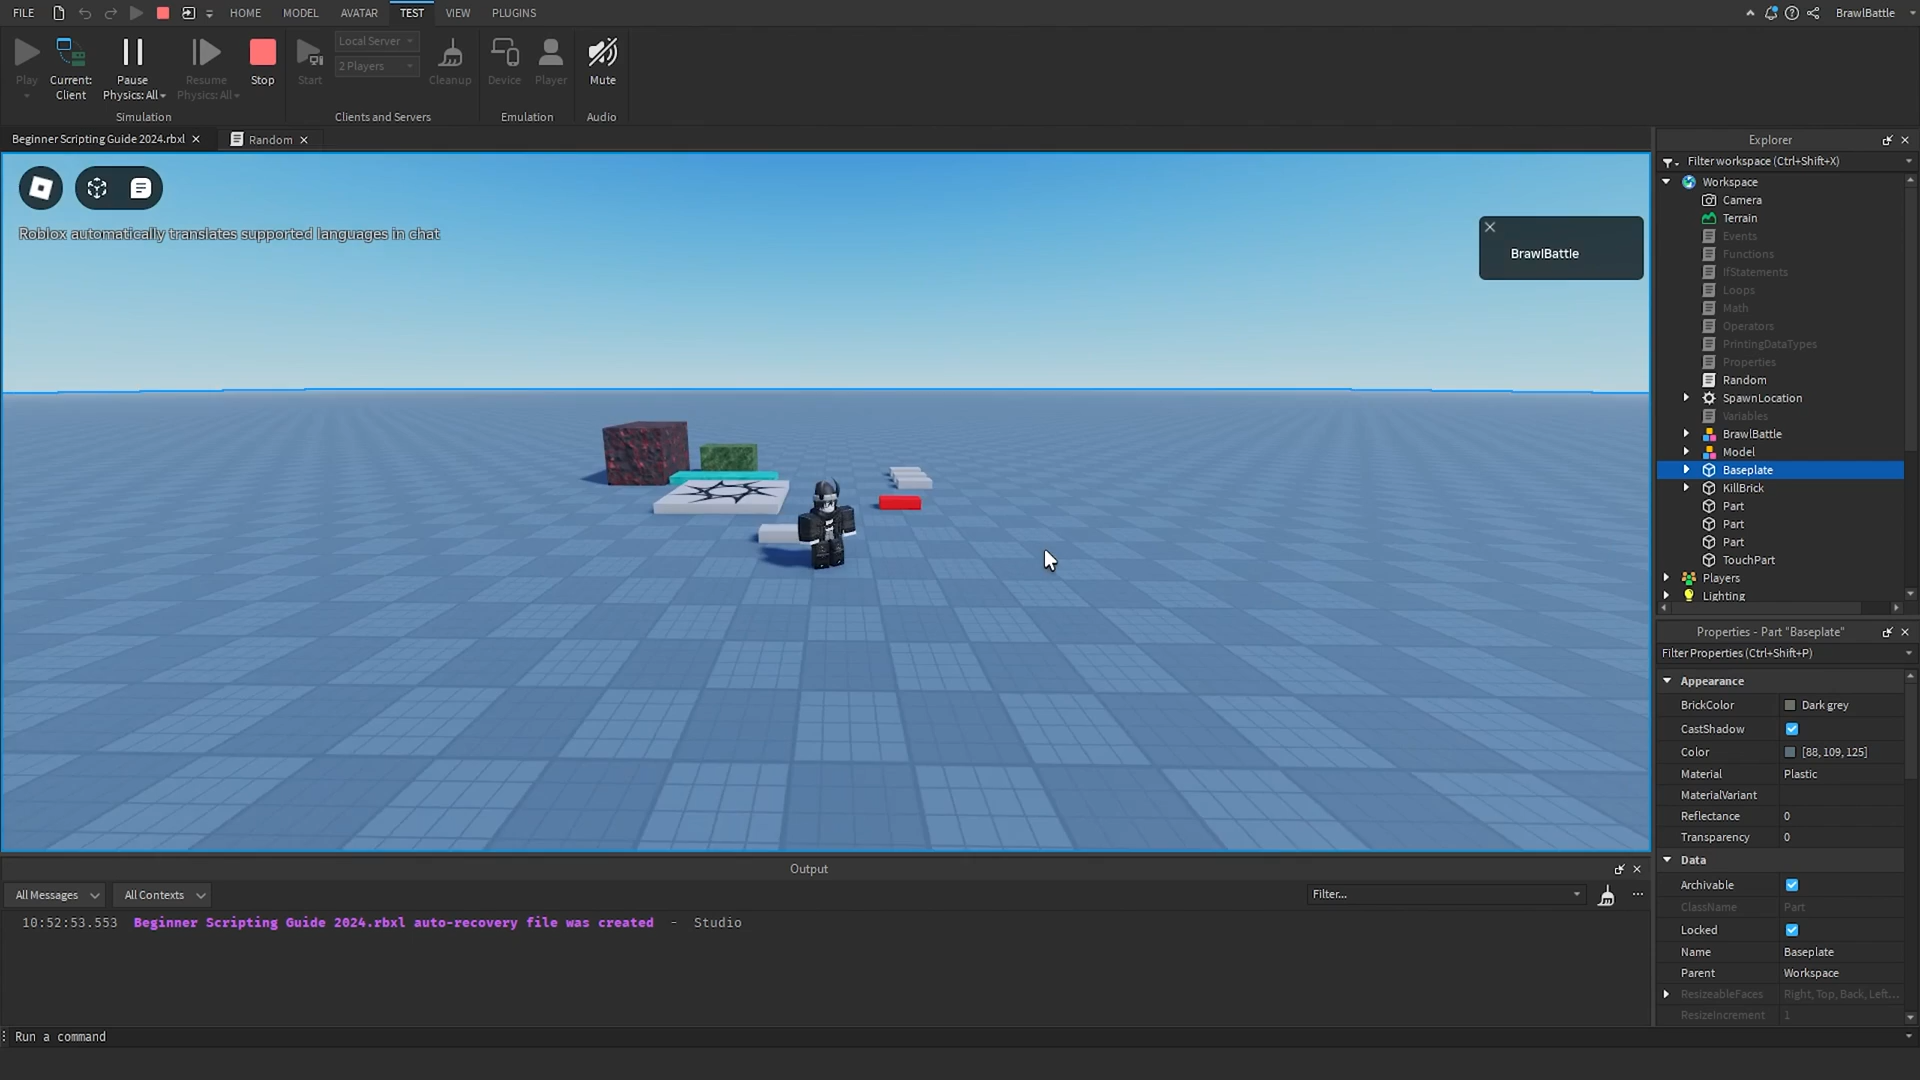 FILE HOME MODEL AVATAR TEST VIEW PLUGINS BrawlBattle
Play
Current: Client
Pause Physics: All
Resume Physics: All
Stop
Simulation
Start
Local Server
2 Players
Cleanup
Clients and Servers
Device
Player
Emulation
Mute
Audio
Beginner Scripting Guide 2024.rbxl
Random
Roblox automatically translates supported languages in chat
BrawlBattle
Explorer
Filter workspace (Ctrl+Shift+X)
Workspace
Camera
Terrain
Events
Functions
IfStatements
Loops
Math
Operators
PrintingDataTypes
Properties
Random
SpawnLocation
Variables
BrawlBattle
Model
Baseplate
KillBrick
Part
Part
Part
TouchPart
Players
Lighting
Properties - Part "Baseplate"
Filter Properties (Ctrl+Shift+P)
Appearance
BrickColor Dark grey
CastShadow
Color [88, 109, 125]
Material Plastic
MaterialVariant
Reflectance 0
Transparency 0
Data
Archivable
ClassName Part
Locked
Name Baseplate
Parent Workspace
ResizeableFaces Right, Top, Back, Left...
ResizeIncrement 1
Output
All Messages All Contexts Filter... ...
10:52:53.553 Beginner Scripting Guide 2024.rbxl auto-recovery file was created - Studio
Run a command